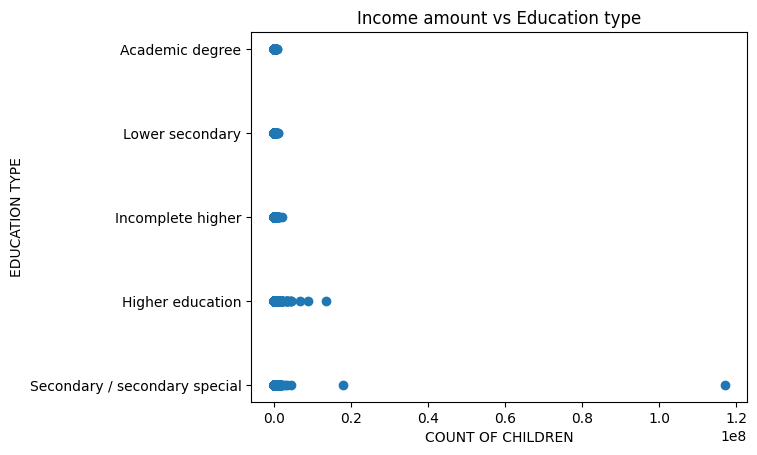 Income amount vs Education type
Academic degree
Lower secondary
Incomplete higher
Higher education
Secondary / secondary special
EDUCATION TYPE
0.0 0.2 0.4 0.6 0.8 1.0 1.2
1e8
COUNT OF CHILDREN